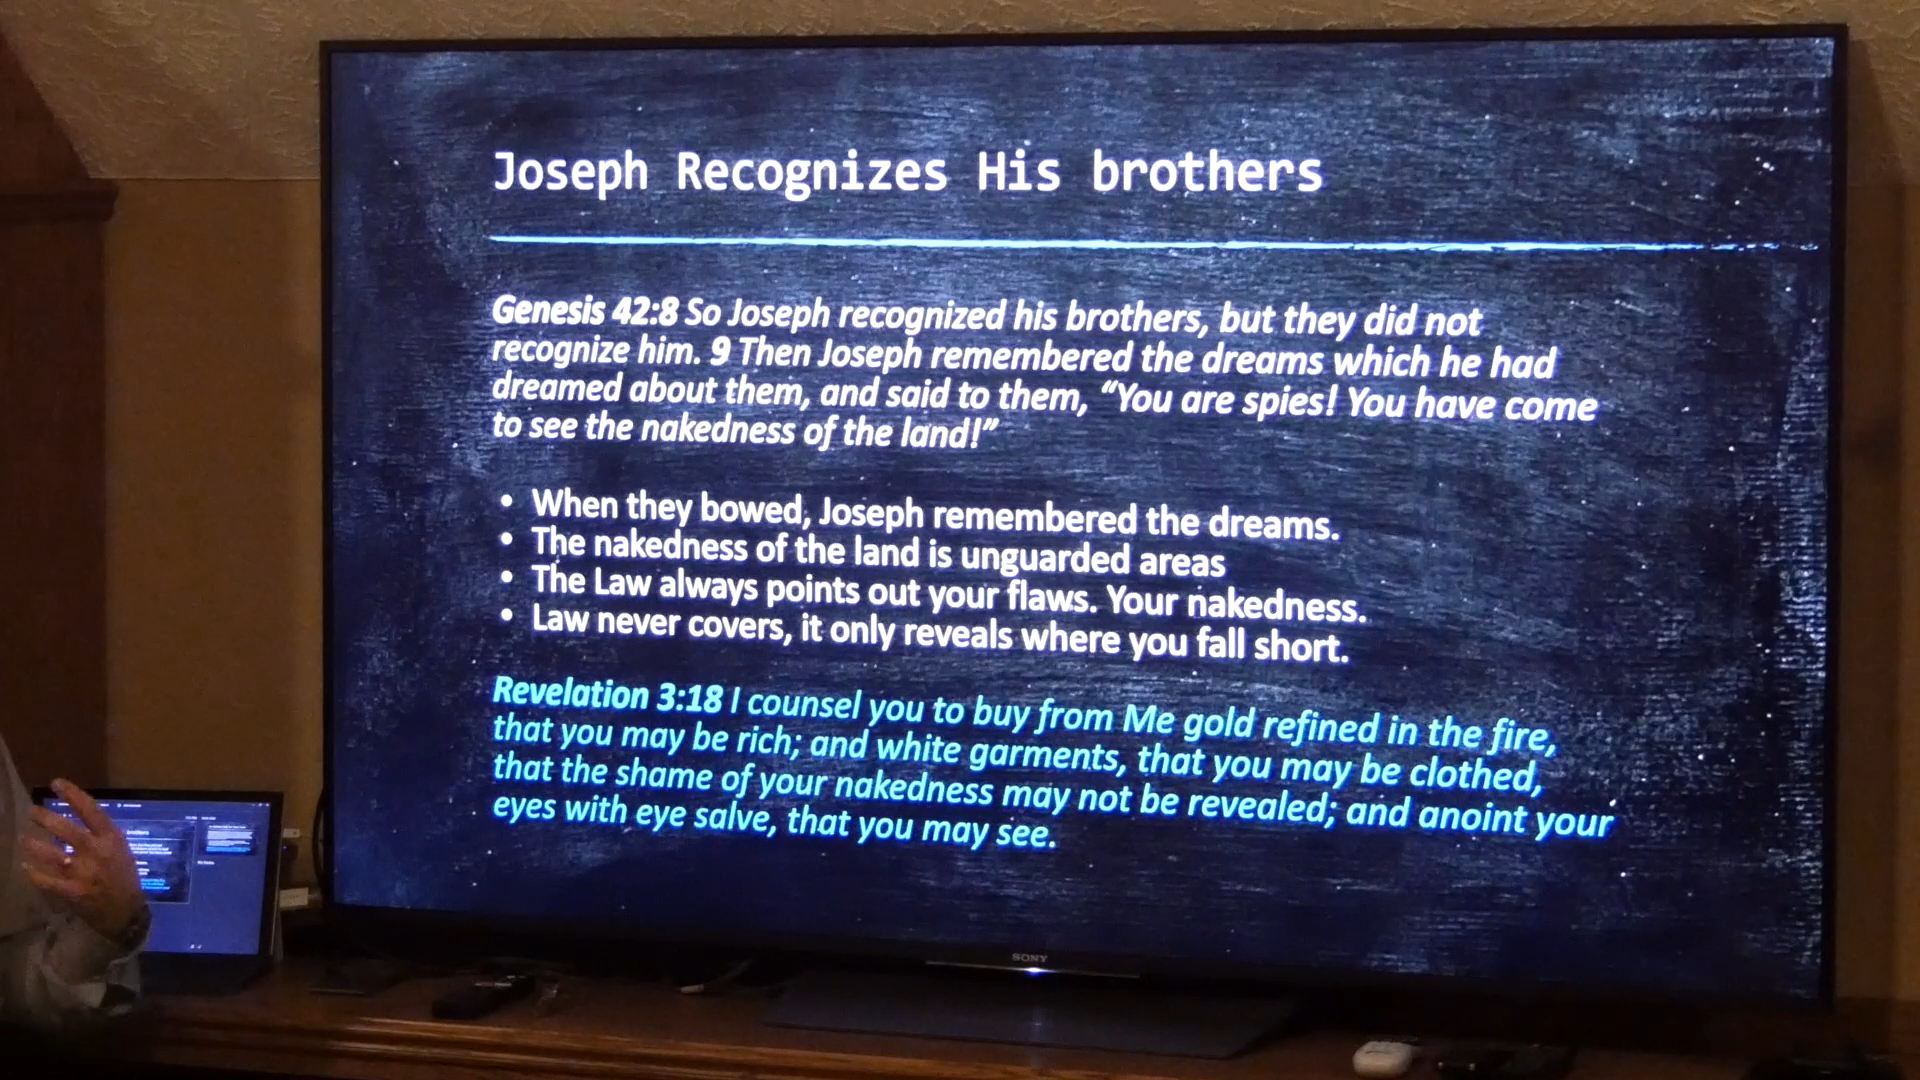 Joseph Recognizes His brothers
Genesis 42:8 So Joseph recognized his brothers, but they did not
recognize him. 9 Then Joseph remembered the dreams which he had
dreamed about them, and said to them, “You are spies! You have come
to see the nakedness of the land!”
• When they bowed, Joseph remembered the dreams.
• The nakedness of the land is unguarded areas
• The Law always points out your flaws. Your nakedness.
• Law never covers, it only reveals where you fall short.
Revelation 3:18 I counsel you to buy from Me gold refined in the fire,
that you may be rich; and white garments, that you may be clothed,
that the shame of your nakedness may not be revealed; and anoint your
eyes with eye salve, that you may see.
SONY
brothers